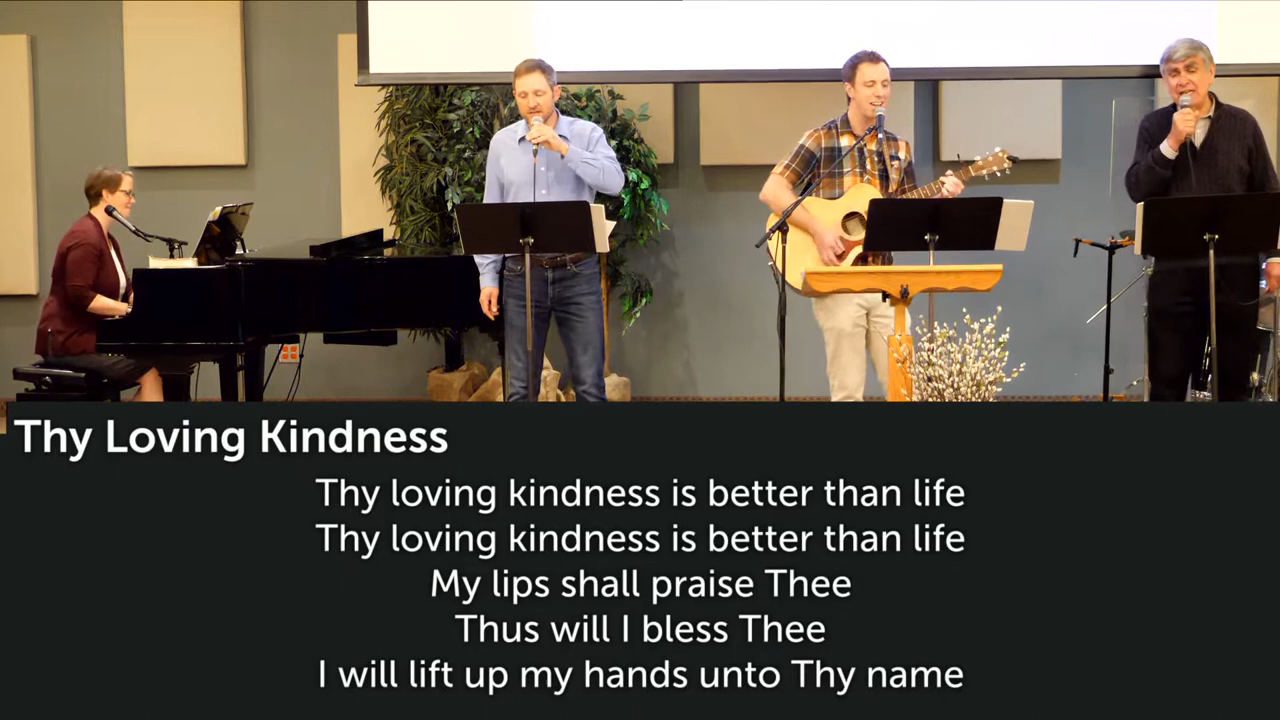 Thy Loving Kindness
Thy loving kindness is better than life
Thy loving kindness is better than life
My lips shall praise Thee
Thus will I bless Thee
I will lift up my hands unto Thy name